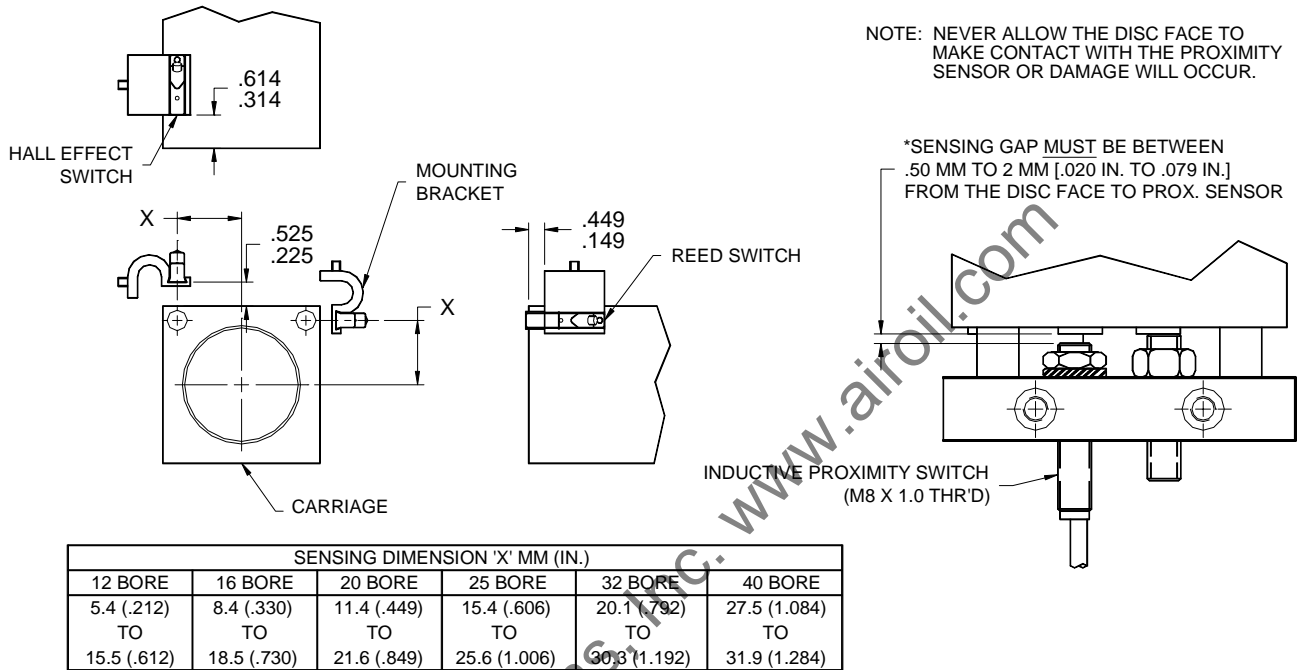 .614
.314
HALL EFFECT
SWITCH
MOUNTING
BRACKET
X
.525
.225
X
CARRIAGE
.449
.149
REED SWITCH
NOTE: NEVER ALLOW THE DISC FACE TO
MAKE CONTACT WITH THE PROXIMITY
SENSOR OR DAMAGE WILL OCCUR.
*SENSING GAP MUST BE BETWEEN
.50 MM TO 2 MM [.020 IN. TO .079 IN.]
FROM THE DISC FACE TO PROX. SENSOR
INDUCTIVE PROXIMITY SWITCH
(M8 X 1.0 THR'D)
SENSING DIMENSION 'X' MM (IN.)
12 BORE 16 BORE 20 BORE 25 BORE 32 BORE 40 BORE
5.4 (.212) 8.4 (.330) 11.4 (.449) 15.4 (.606) 20.1 (.792) 27.5 (1.084)
TO TO TO TO TO TO
15.5 (.612) 18.5 (.730) 21.6 (.849) 25.6 (1.006) 30.3 (1.192) 31.9 (1.284)
Inc. www.airoil.com